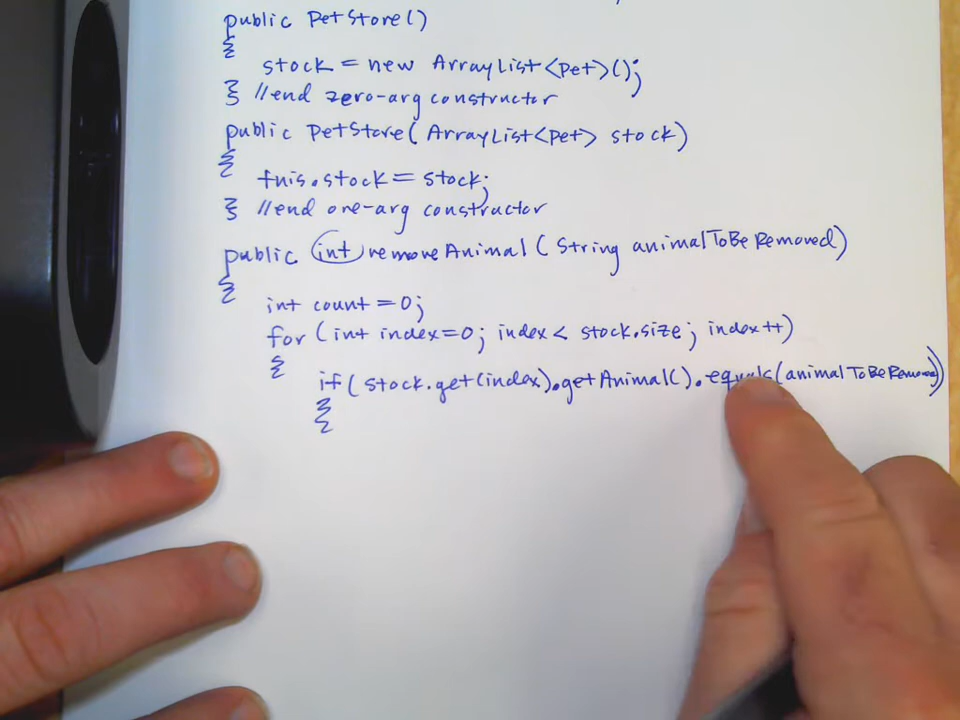 public PetStore()
{
stock = new ArrayList<Pet>();
} //end zero-arg constructor
public PetStore(ArrayList<Pet> stock)
{
this.stock = stock;
} //end one-arg constructor
public int removeAnimal(String animalToBeRemoved)
{
int count = 0;
for (int index=0; index < stock.size; index++)
{
if(stock.get(index).getAnimal().equals(animalToBeRemoved))
{